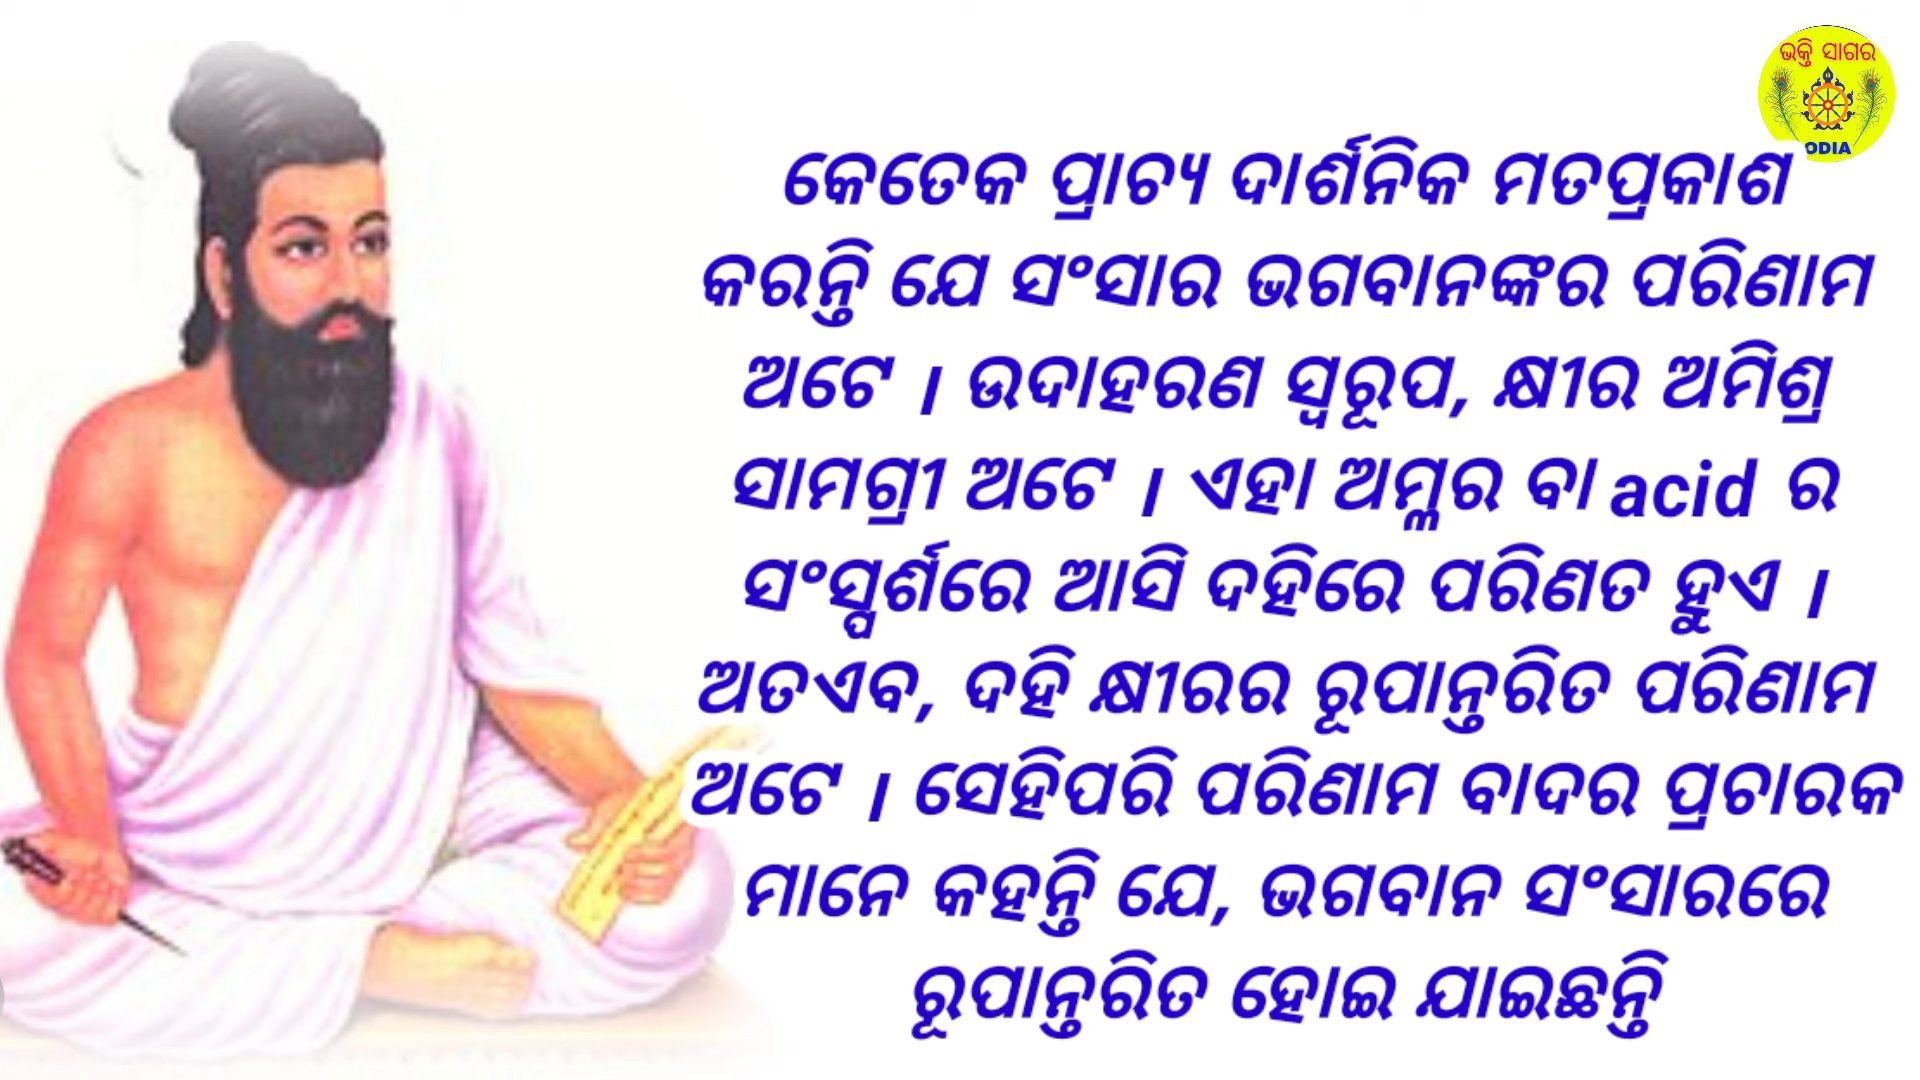 ଭକ୍ତି ସାଗର
ODIA
କେତେକ ପ୍ରାଚ୍ୟ ଦାର୍ଶନିକ ମତପ୍ରକାଶ
କରନ୍ତି ଯେ ସଂସାର ଭଗବାନଙ୍କର ପରିଣାମ
ଅଟେ । ଉଦାହରଣ ସ୍ୱରୂପ, କ୍ଷୀର ଅମିଶ୍ର
ସାମଗ୍ରୀ ଅଟେ । ଏହା ଅମ୍ଳର ବା acid ର
ସଂସ୍ପର୍ଶରେ ଆସି ଦହିରେ ପରିଣତ ହୁଏ ।
ଅତଏବ, ଦହି କ୍ଷୀରର ରୂପାନ୍ତରିତ ପରିଣାମ
ଅଟେ । ସେହିପରି ପରିଣାମ ବାଦର ପ୍ରଚାରକ
ମାନେ କହନ୍ତି ଯେ, ଭଗବାନ ସଂସାରରେ
ରୂପାନ୍ତରିତ ହୋଇ ଯାଇଛନ୍ତି